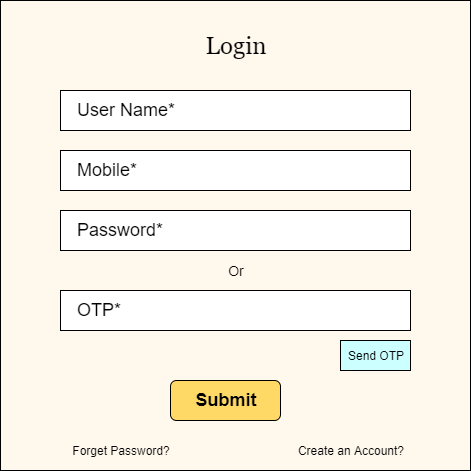 Login
User Name*
Mobile*
Password*
Or
OTP*
Send OTP
Submit
Forget Password? Create an Account?